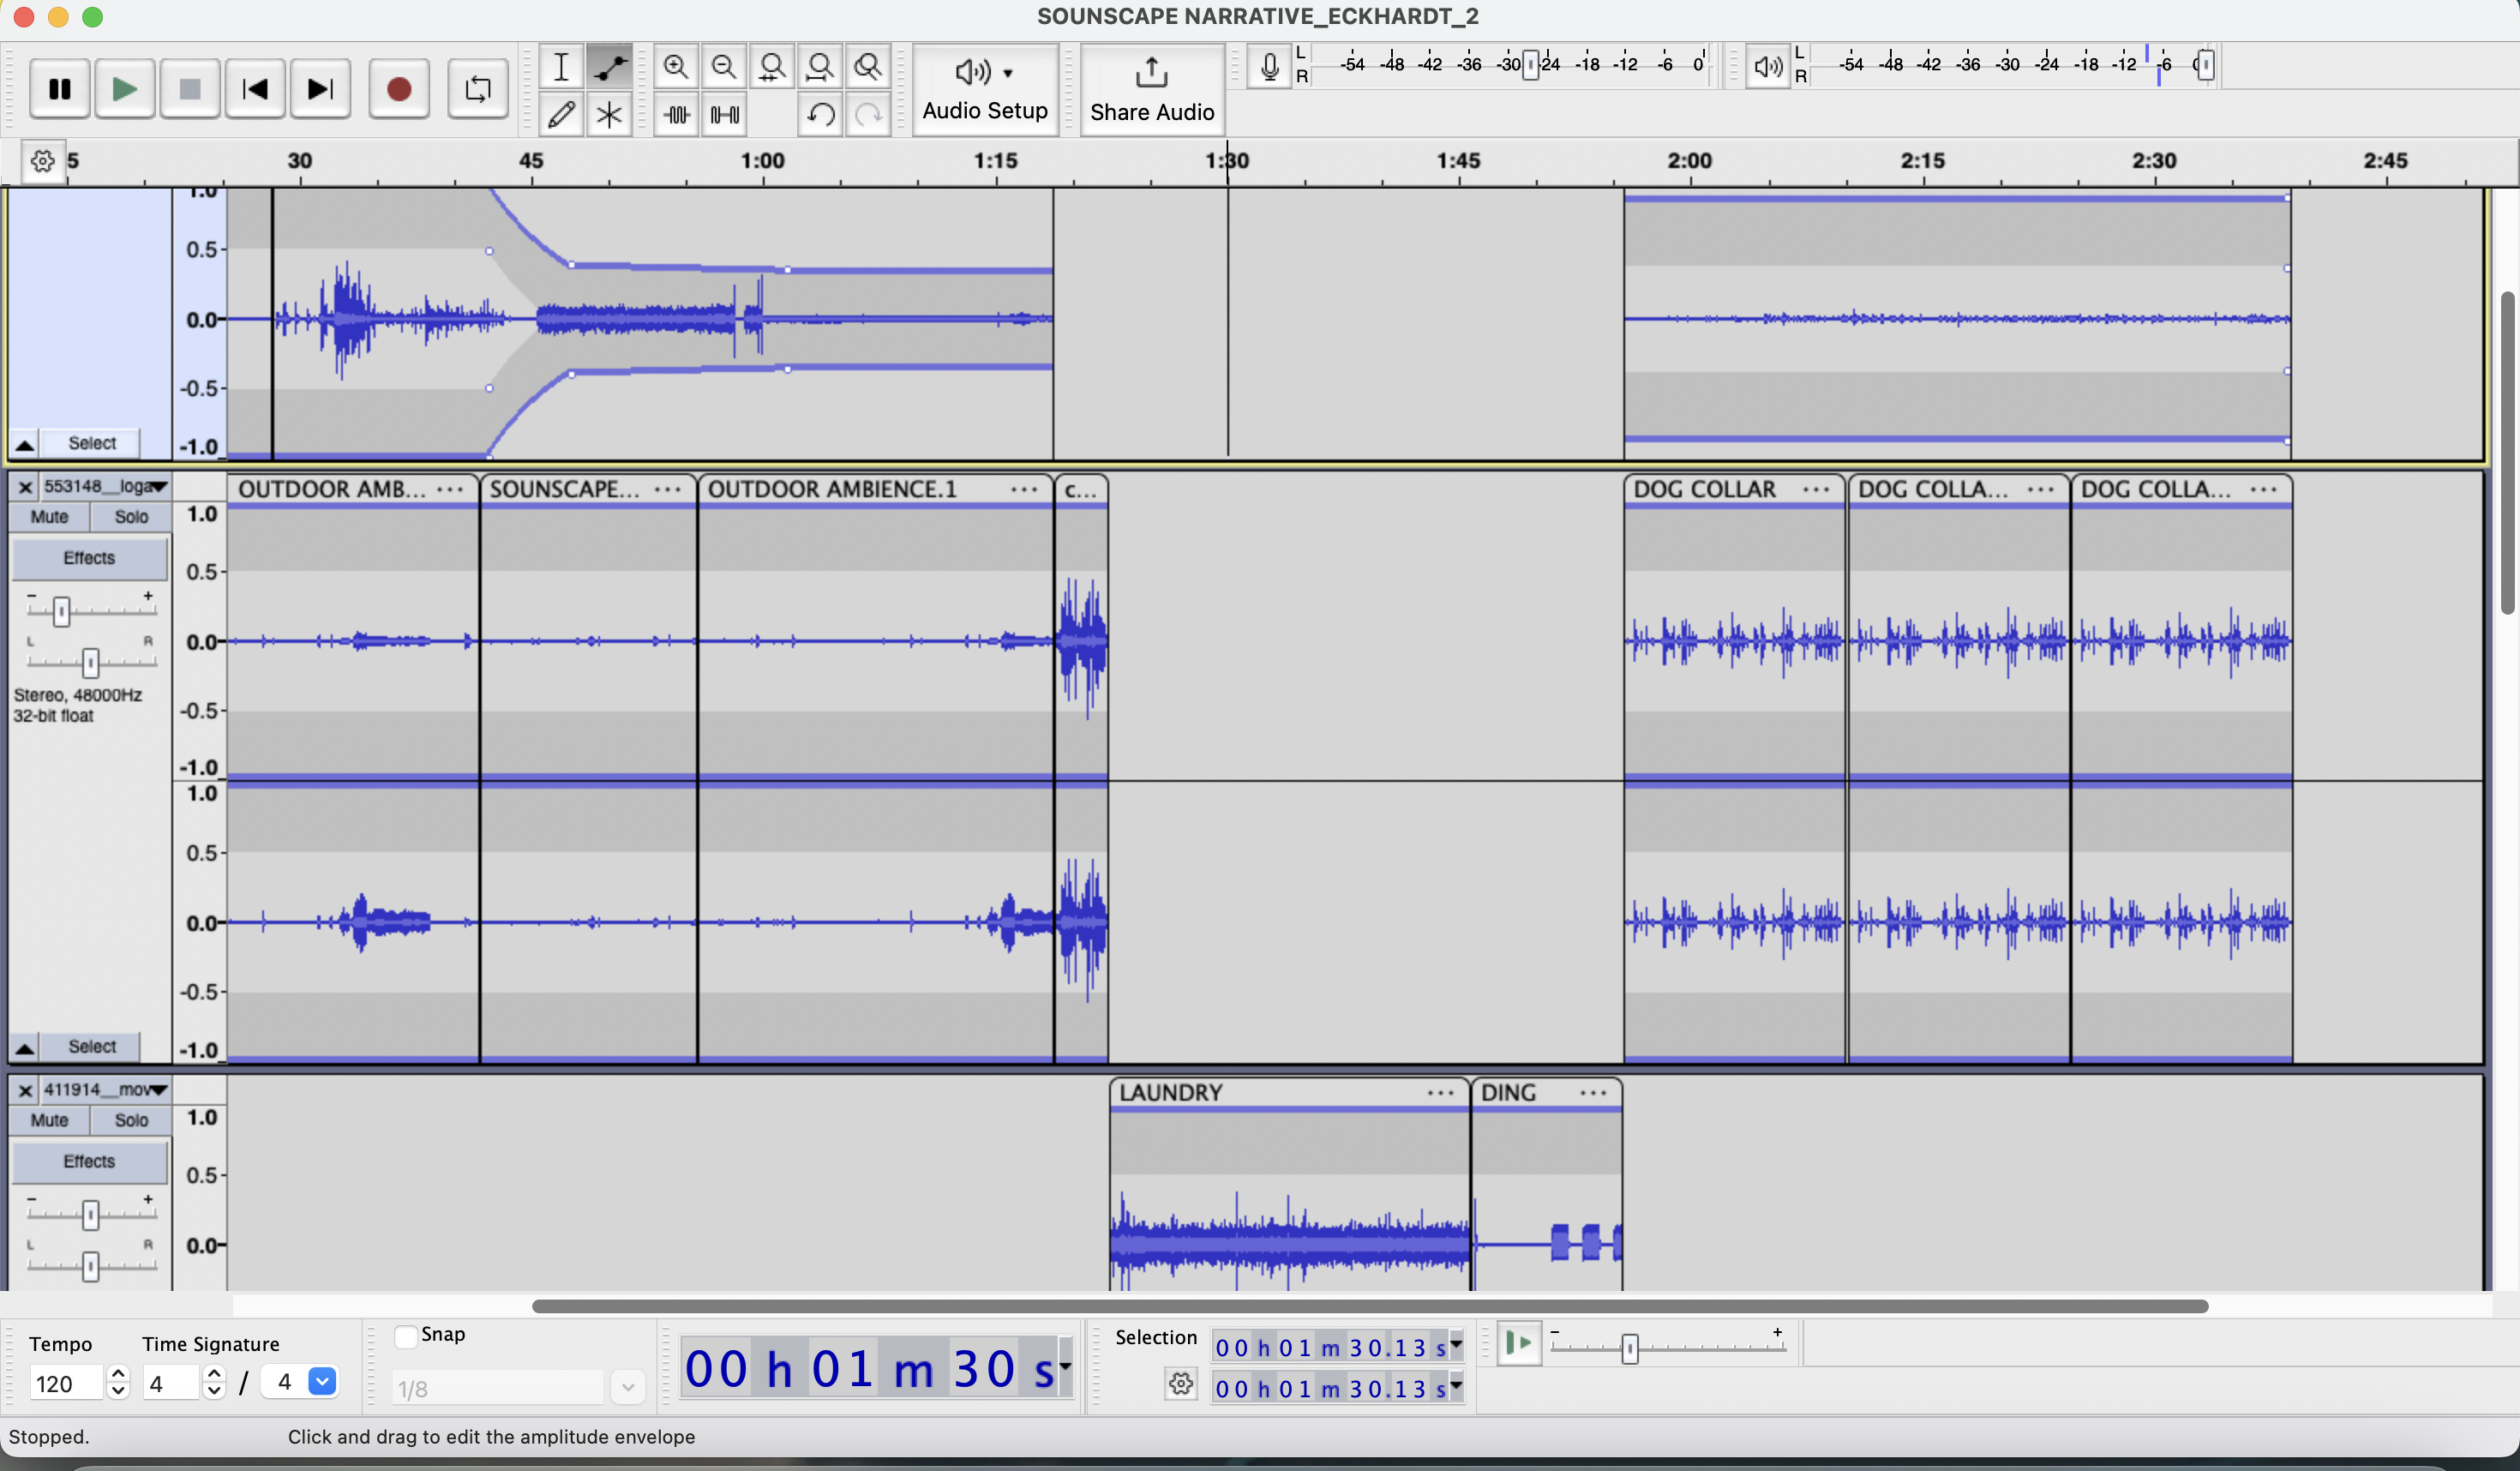 SOUNSCAPE NARRATIVE_ECKHARDT_2
Audio Setup
Share Audio
L
R
-54 -48 -42 -36 -30 -24 -18 -12 -6 0
L
R
-54 -48 -42 -36 -30 -24 -18 -12 -6 0
5 30 45 1:00 1:15 1:30 1:45 2:00 2:15 2:30 2:45
1.0
0.5
0.0
-0.5
-1.0
Select
553148__loga
OUTDOOR AMB... ... SOUNSCAPE... ... OUTDOOR AMBIENCE.1 ... c...
DOG COLLAR ... DOG COLLA... ... DOG COLLA... ...
Mute Solo
Effects
- +
L R
Stereo, 48000Hz
32-bit float
1.0
0.5
0.0
-0.5
-1.0
1.0
0.5
0.0
-0.5
-1.0
Select
411914__mov
LAUNDRY ... DING ...
Mute Solo
Effects
- +
L R
1.0
0.5
0.0
Tempo
120
Time Signature
4 / 4
Snap
1/8
00 h 01 m 30 s
Selection
00 h 01 m 30.13 s
00 h 01 m 30.13 s
- +
Stopped.
Click and drag to edit the amplitude envelope